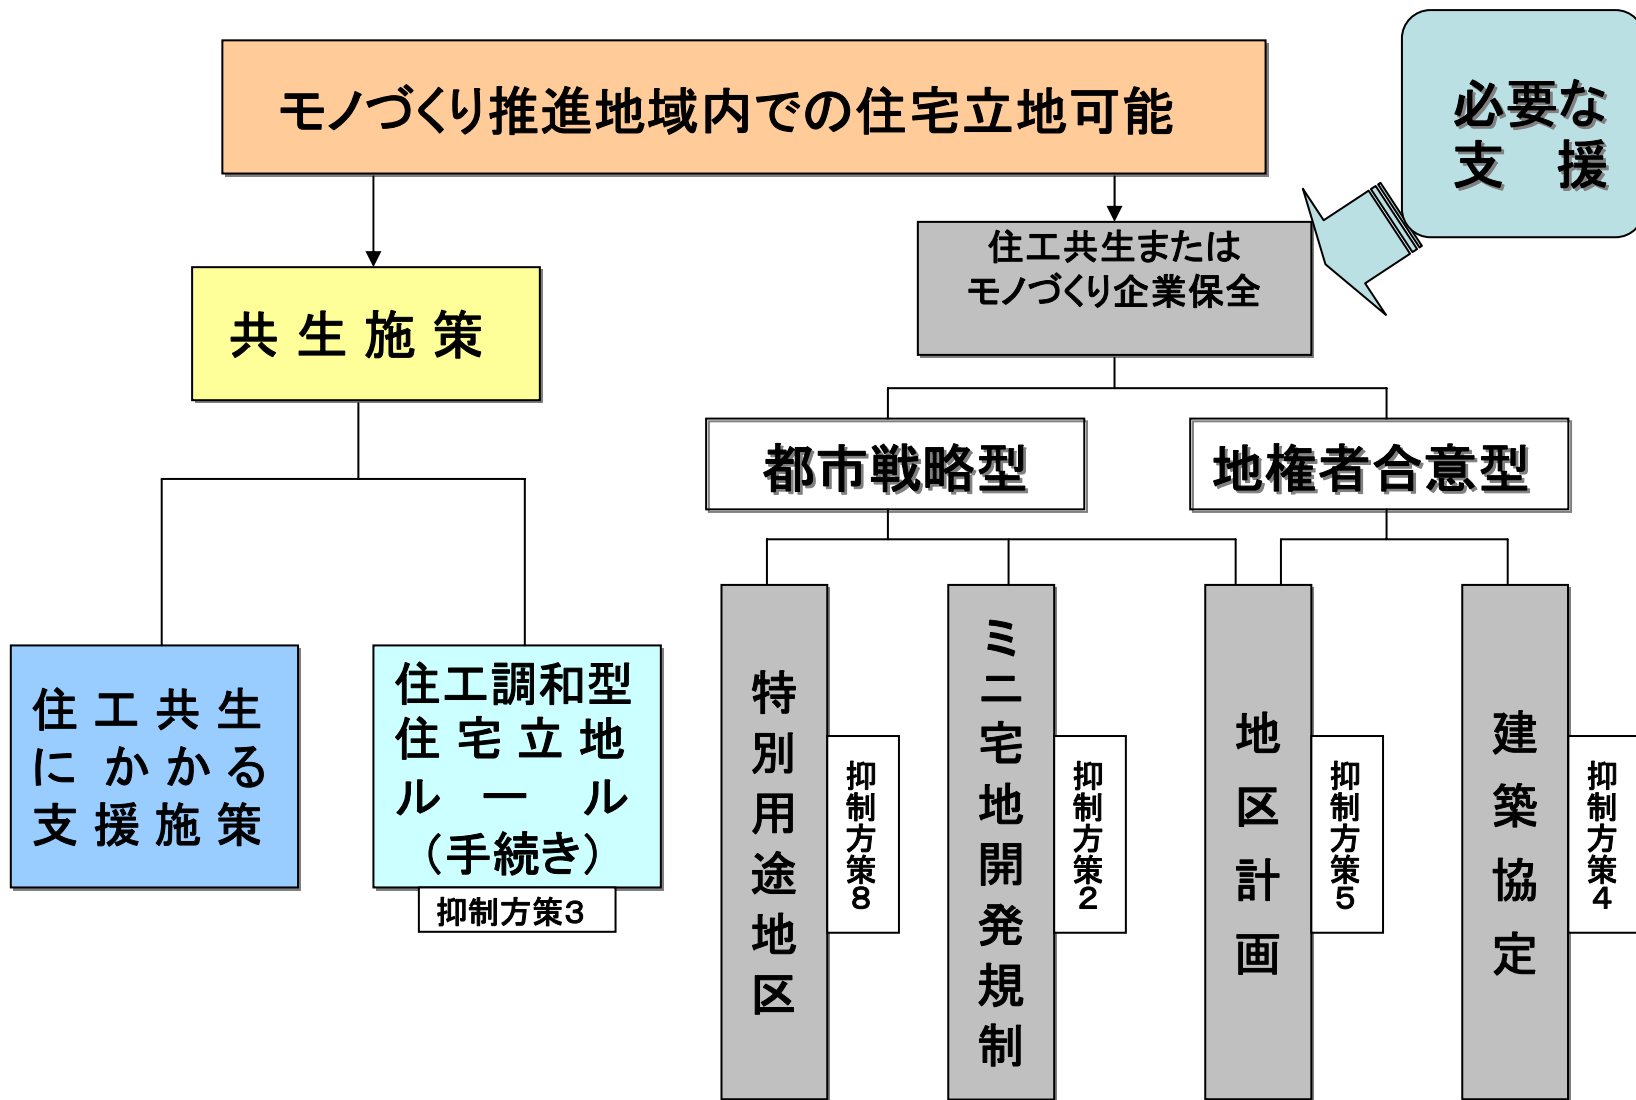 モノづくり推進地域内での住宅立地可能
必要な
支　援
住工共生または
モノづくり企業保全
共生施策
都市戦略型
地権者合意型
住工共生
にかかる
支援施策
住工調和型
住宅立地
ルール
（手続き）
抑制方策3
特別用途地区
抑制方策8
ミニ宅地開発規制
抑制方策2
地区計画
抑制方策5
建築協定
抑制方策4